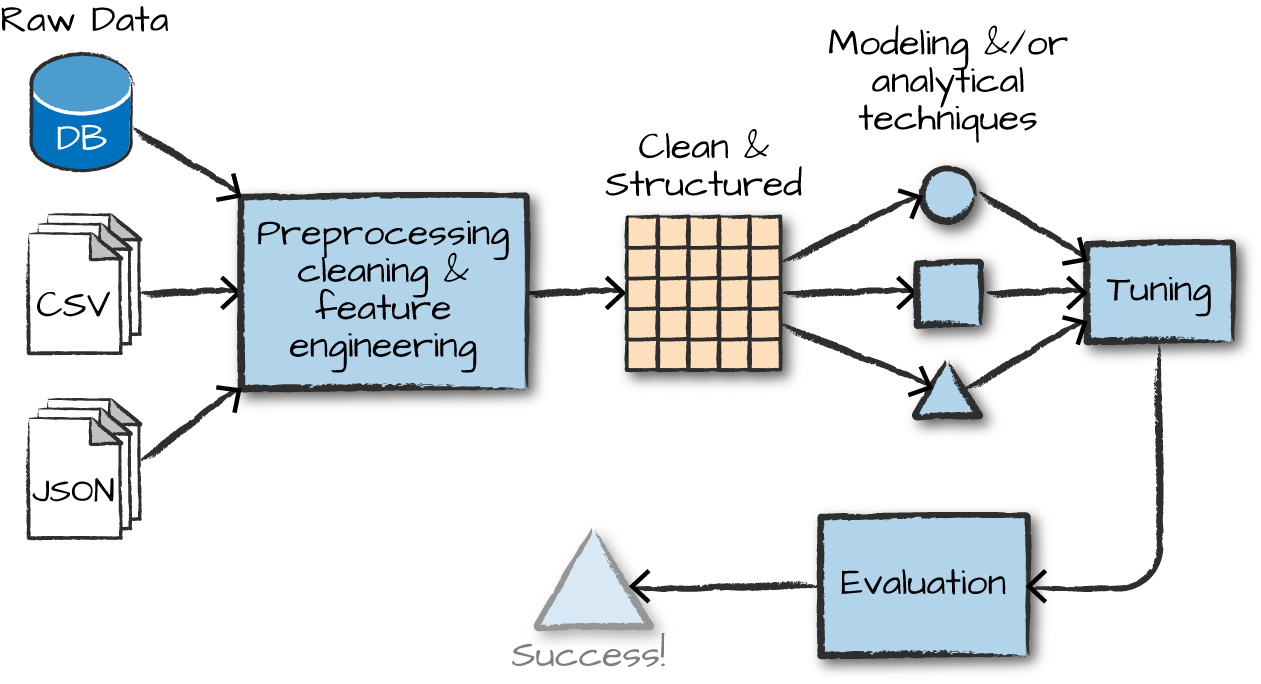 Raw Data
DB
CSV
JSON
Preprocessing
cleaning &
feature
engineering
Clean &
Structured
Modeling &/or
analytical
techniques
Tuning
Evaluation
Success!